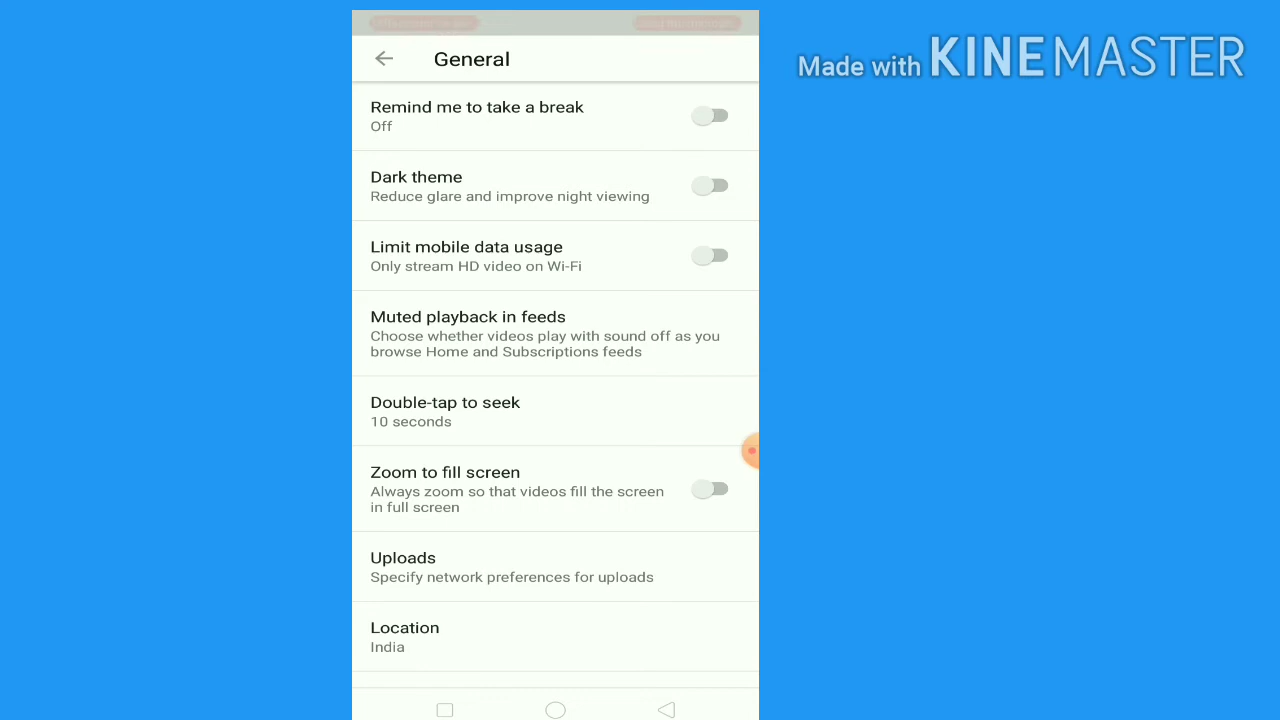 Made with KINEMASTER
General
Remind me to take a break
Off
Dark theme
Reduce glare and improve night viewing
Limit mobile data usage
Only stream HD video on Wi-Fi
Muted playback in feeds
Choose whether videos play with sound off as you
browse Home and Subscriptions feeds
Double-tap to seek
10 seconds
Zoom to fill screen
Always zoom so that videos fill the screen
in full screen
Uploads
Specify network preferences for uploads
Location
India